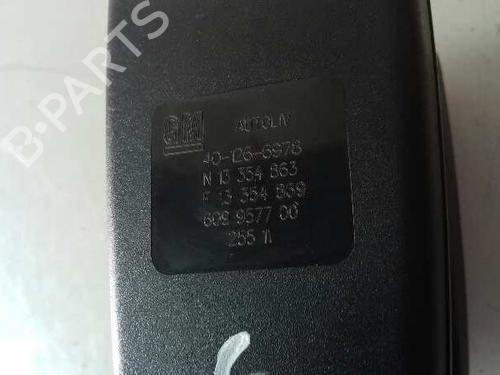 GM AUTOLIV
40-126-6978
N 13 354 863
F 13 354 869
609 9577 00
255 11
B-PARTS